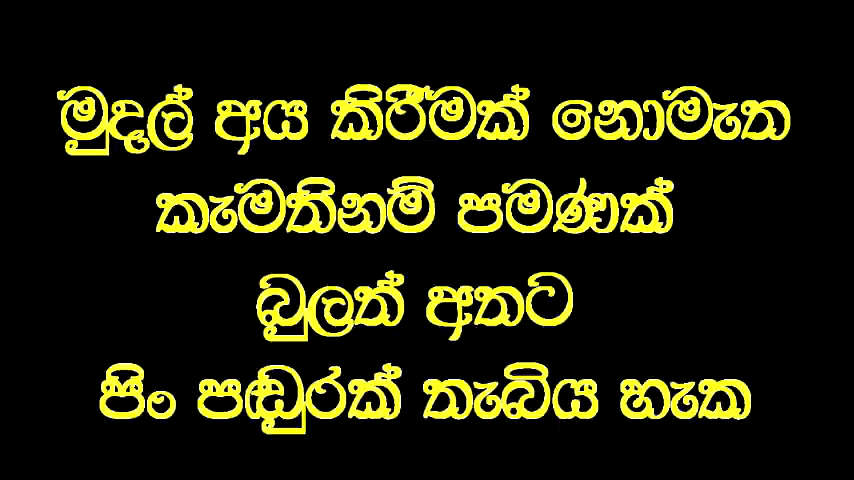 මුදල් අය කිරීමක් නොමැත
කැමතිනම් පමණක්
බුලත් අතට
පිං පඬුරක් තැබිය හැක